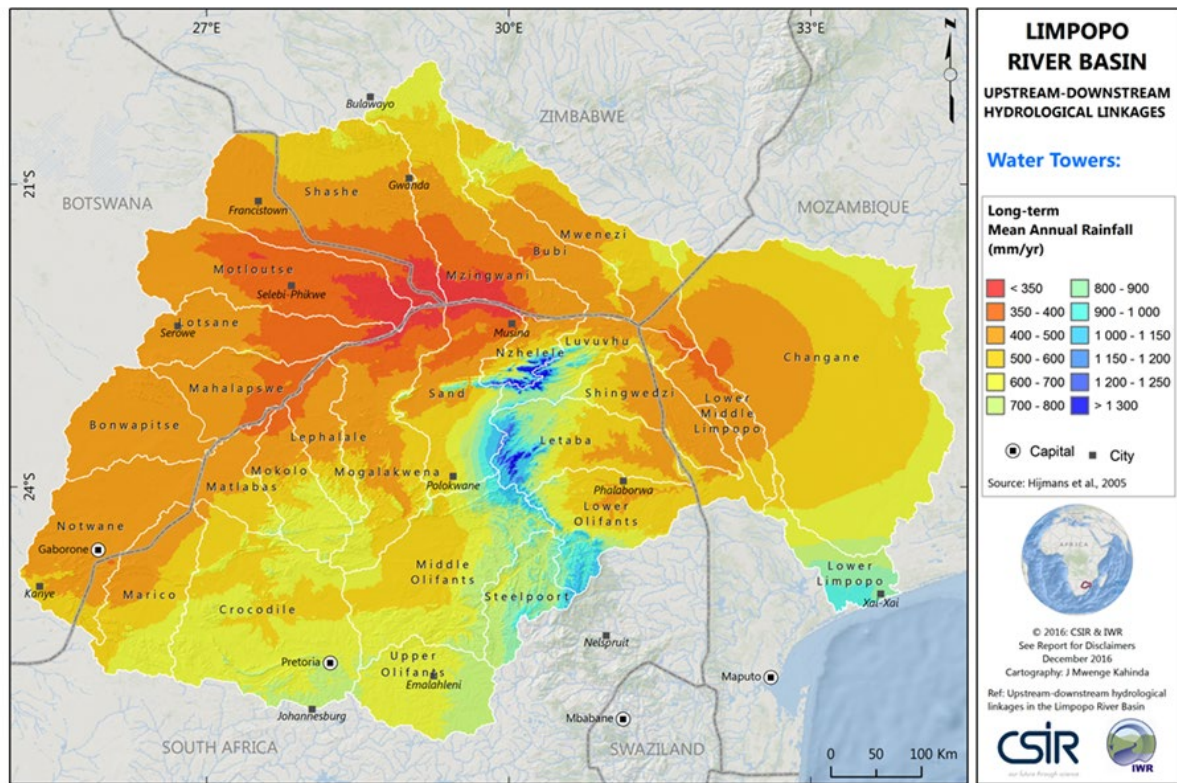 27°E
30°E
33°E
N
Bulawayo
ZIMBABWE
21°S
Gwanda
Shashe
BOTSWANA
Francistown
MOZAMBIQUE
Mwenezi
Bubi
Motloutse
Mzingwani
Selebi-Phikwe
Lotsane
Serowe
Musina
Luvuvhu
Nzhelele
Changane
Mahalapswe
Sand
Shingwedzi
Lower
Middle
Limpopo
Bonwapitse
Lephalale
Letaba
Mokolo
Mogalakwena
24°S
Matlabas
Polokwane
Phalaborwa
Lower
Olifants
Notwane
Gaborone
Middle
Olifants
Lower
Limpopo
Kanye
Marico
Crocodile
Steelpoort
Xai-Xai
Nelspruit
Pretoria
Upper
Olifants
Emalahleni
Maputo
Johannesburg
Mbabane
SOUTH AFRICA
SWAZILAND
0 50 100 Km
LIMPOPO
RIVER BASIN
UPSTREAM-DOWNSTREAM
HYDROLOGICAL LINKAGES
Water Towers:
Long-term
Mean Annual Rainfall
(mm/yr)
< 350 800 - 900
350 - 400 900 - 1 000
400 - 500 1 000 - 1 150
500 - 600 1 150 - 1 200
600 - 700 1 200 - 1 250
700 - 800 > 1 300
Capital City
Source: Hijmans et al., 2005
AFRICA
© 2016: CSIR & IWR
See Report for Disclaimers
December 2016
Cartography: J Mwenge Kahinda
Ref: Upstream-downstream hydrological
linkages in the Limpopo River Basin
CSIR
our future through science
IWR